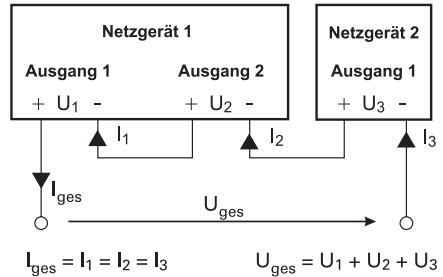 Netzgerät 1 Netzgerät 2
Ausgang 1 Ausgang 2 Ausgang 1
+ U1 - + U2 - + U3 -
I1 I2 I3
Iges
Uges
Iges = I1 = I2 = I3 Uges = U1 + U2 + U3